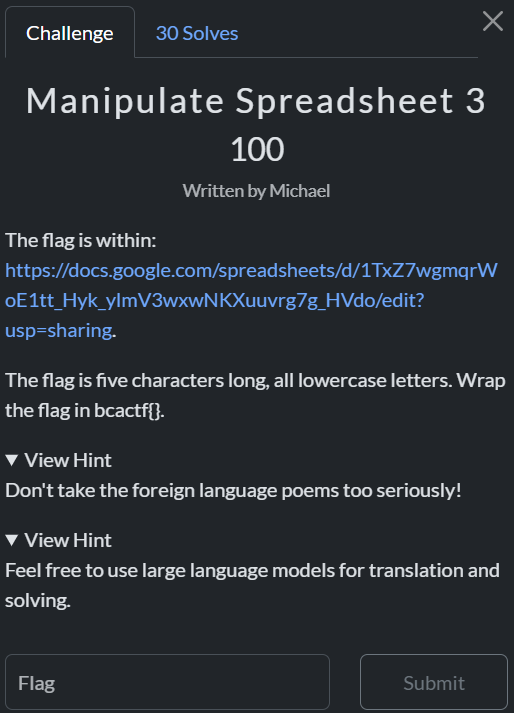 Challenge
30 Solves
Manipulate Spreadsheet 3
100
Written by Michael
The flag is within:
https://docs.google.com/spreadsheets/d/1TxZ7wgmqrW
oE1tt_Hyk_ylmV3wxwNKXuuvrg7g_HVdo/edit?
usp=sharing.
The flag is five characters long, all lowercase letters. Wrap
the flag in bcactf{}.
▼ View Hint
Don't take the foreign language poems too seriously!
▼ View Hint
Feel free to use large language models for translation and
solving.
Flag
Submit